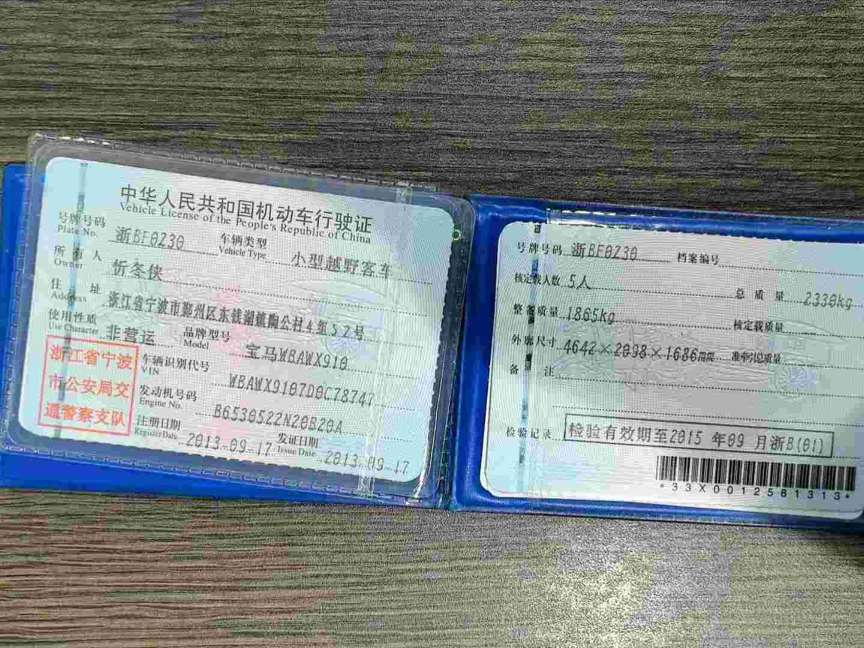 中华人民共和国机动车行驶证
Vehicle License of the People's Republic of China
号牌号码 浙BF0Z30 车辆类型 小型越野客车
Plate No. Vehicle Type
所有人 忻冬侠
Owner
住址 浙江省宁波市鄞州区东钱湖镇陶公村4组52号
Address
使用性质 非营运 品牌型号 宝马WBAWX910
Use Character Model
浙江省宁波
市公安局交
通警察支队
车辆识别代号 WBAWX9107D0C78747
VIN
发动机号码 B6530522N20B20A
Engine No.
注册日期 2013-09-17 发证日期 2013-09-17
Register Date Issue Date
号牌号码 浙BF0Z30 档案编号
核定载人数 5人 总质量 2330kg
整备质量 1865kg 核定载质量
外廓尺寸 4642×2098×1686mm 准牵引总质量
备注
检验记录 检验有效期至2015年09月浙B(01)
*33X0012581313*